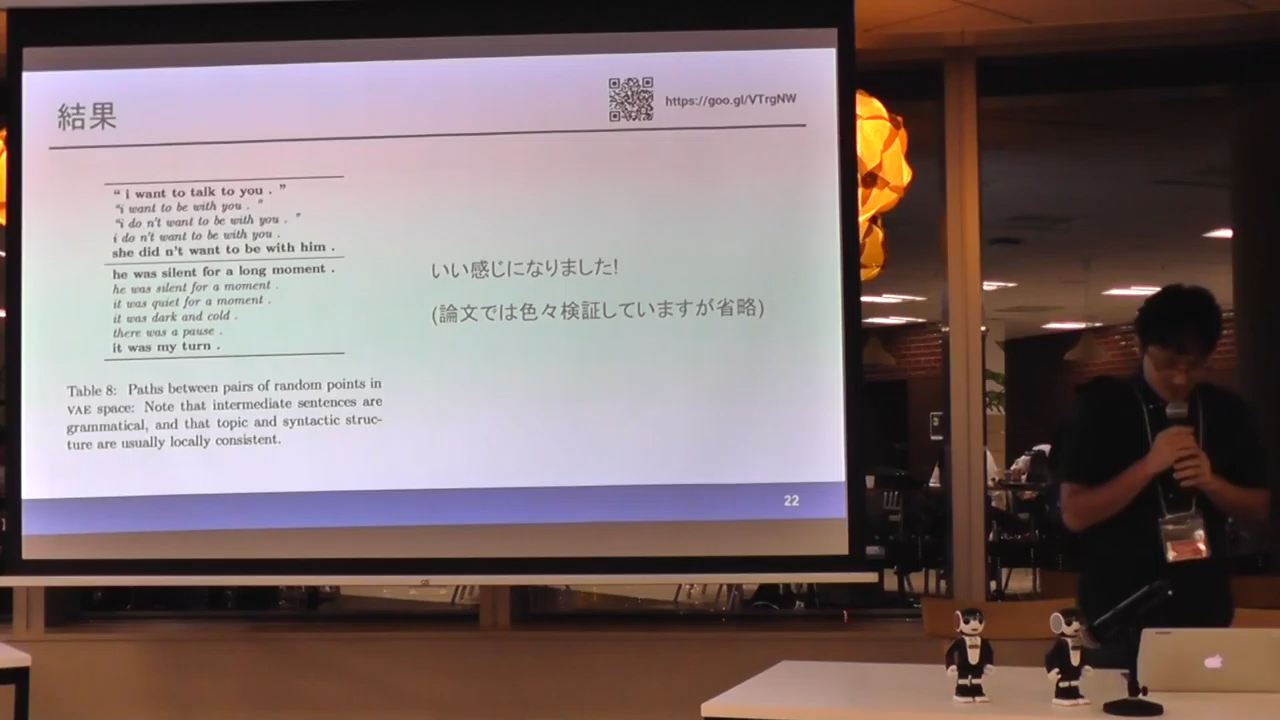 結果
https://goo.gl/VTrgNW
“ i want to talk to you . ”
“i want to be with you . ”
“i do n’t want to be with you . ”
i do n’t want to be with you .
she did n’t want to be with him .
he was silent for a long moment .
he was silent for a moment .
it was quiet for a moment .
it was dark and cold .
there was a pause .
it was my turn .
Table 8: Paths between pairs of random points in
VAE space: Note that intermediate sentences are
grammatical, and that topic and syntactic struc-
ture are usually locally consistent.
いい感じになりました!
(論文では色々検証していますが省略)
22